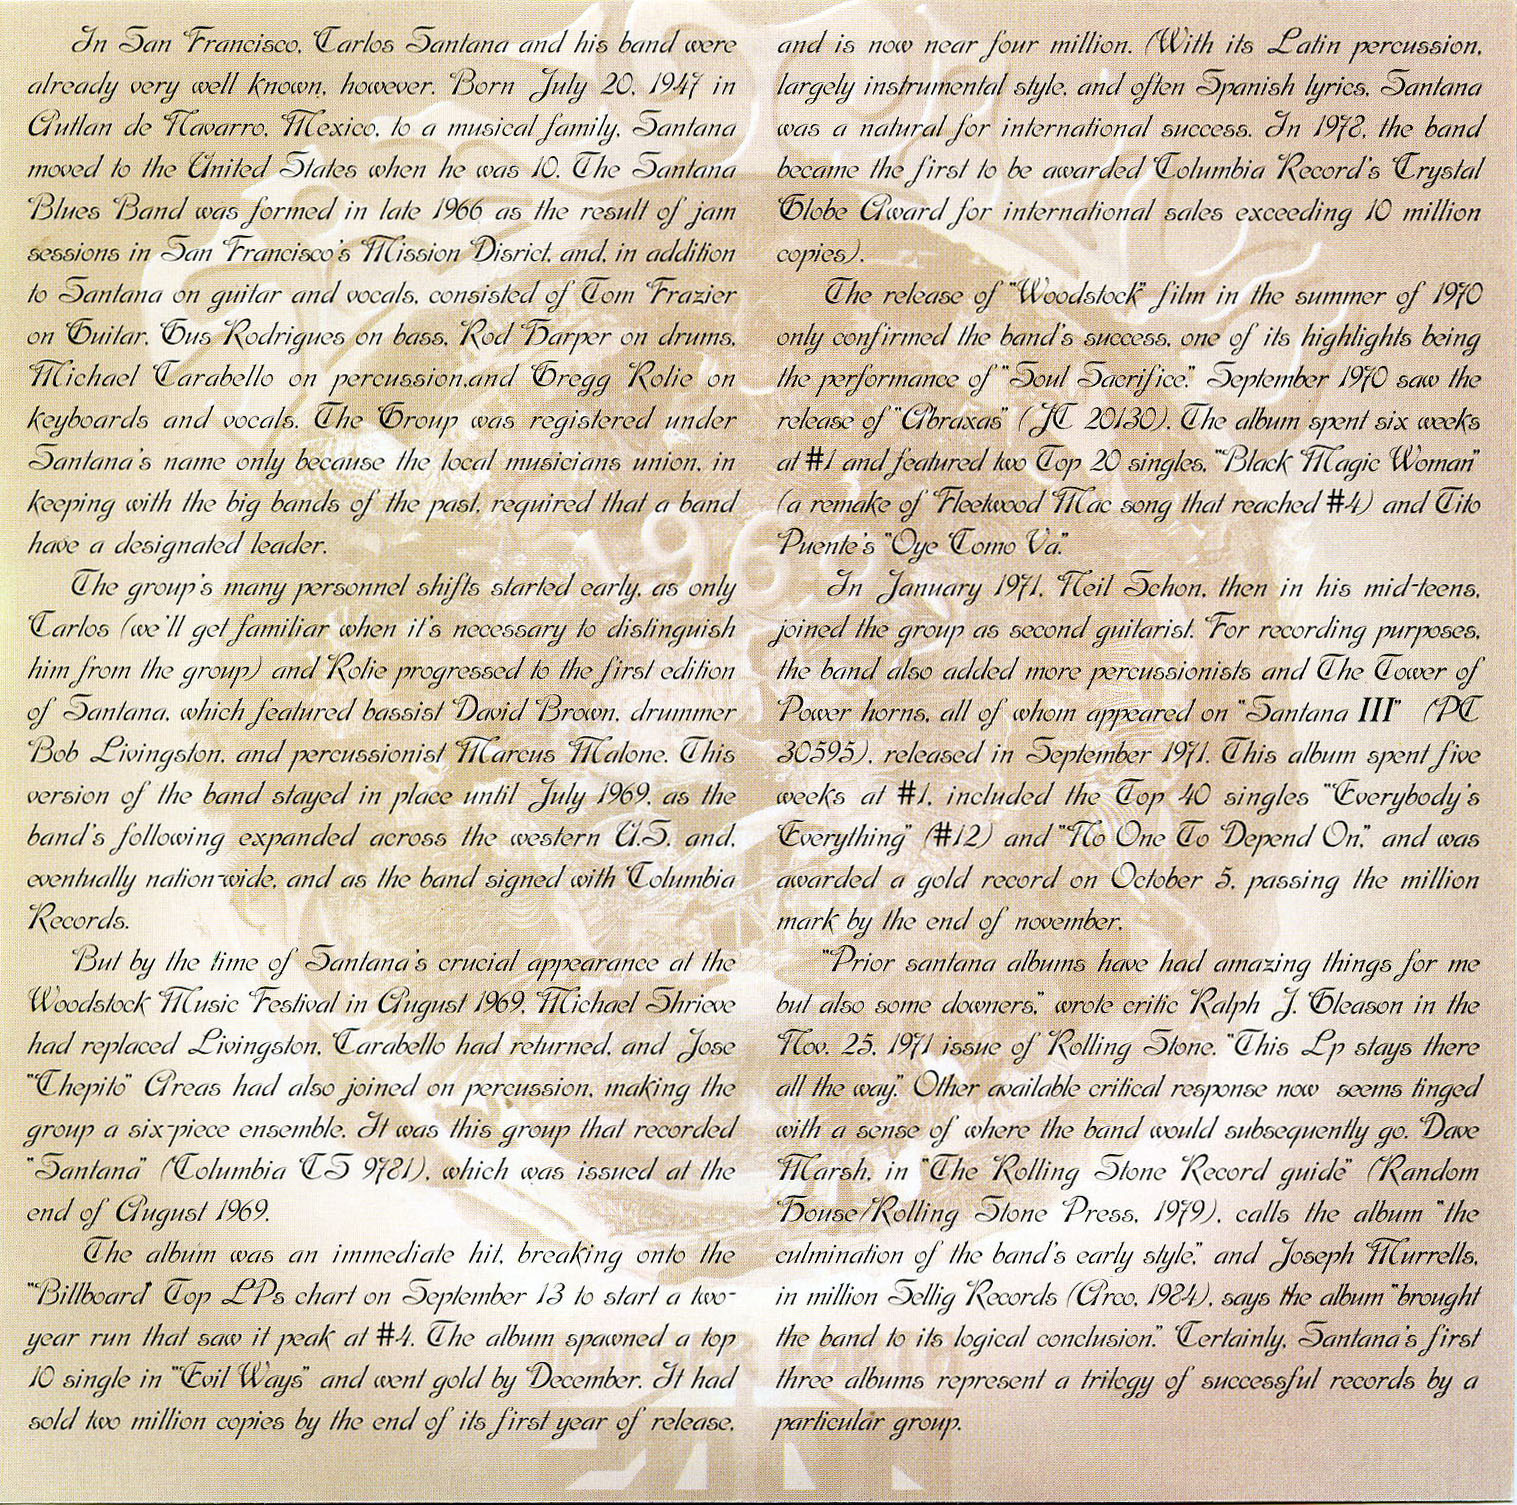 In San Francisco, Carlos Santana and his band were
already very well known, however. Born July 20, 1947 in
Autlan de Navarro, Mexico, to a musical family, Santana
moved to the United States when he was 10. The Santana
Blues Band was formed in late 1966 as the result of jam
sessions in San Francisco's Mission Disrict, and, in addition
to Santana on guitar and vocals, consisted of Tom Frazier
on Guitar, Gus Rodrigues on bass, Rod Harper on drums,
Michael Carabello on percussion,and Gregg Rolie on
keyboards and vocals. The Group was registered under
Santana's name only because the local musicians union, in
keeping with the big bands of the past, required that a band
have a designated leader.
The group's many personnel shifts started early, as only
Carlos (we'll get familiar when it's necessary to distinguish
him from the group) and Rolie progressed to the first edition
of Santana, which featured bassist David Brown, drummer
Bob Livingston, and percussionist Marcus Malone. This
version of the band stayed in place until July 1969, as the
band's following expanded across the western U.S. and,
eventually nation-wide, and as the band signed with Columbia
Records.
But by the time of Santana's crucial appearance at the
Woodstock Music Festival in August 1969, Michael Shrieve
had replaced Livingston, Carabello had returned, and Jose
"Chepito" Areas had also joined on percussion, making the
group a six-piece ensemble. It was this group that recorded
"Santana" (Columbia CS 9781), which was issued at the
end of August 1969.
The album was an immediate hit, breaking onto the
"Billboard" Top LPs chart on September 13 to start a two-
year run that saw it peak at #4. The album spawned a top
10 single in "Evil Ways" and went gold by December. It had
sold two million copies by the end of its first year of release,
and is now near four million. (With its Latin percussion,
largely instrumental style, and often Spanish lyrics, Santana
was a natural for international success. In 1978, the band
became the first to be awarded Columbia Record's Crystal
Globe Award for international sales exceeding 10 million
copies).
The release of "Woodstock" film in the summer of 1970
only confirmed the band's success, one of its highlights being
the performance of "Soul Sacrifice." September 1970 saw the
release of "Abraxas" (JC 20130). The album spent six weeks
at #1 and featured two Top 20 singles, "Black Magic Woman"
(a remake of Fleetwood Mac song that reached #4) and Tito
Puente's "Oye Como Va."
In January 1971, Neil Schon, then in his mid-teens,
joined the group as second guitarist. For recording purposes,
the band also added more percussionists and The Tower of
Power horns, all of whom appeared on "Santana III" (PC
30595), released in September 1971. This album spent five
weeks at #1, included the Top 40 singles "Everybody's
Everything" (#12) and "No One To Depend On", and was
awarded a gold record on October 5, passing the million
mark by the end of november.
"Prior santana albums have had amazing things for me
but also some downers," wrote critic Ralph J. Gleason in the
Nov. 25, 1971 issue of Rolling Stone. "This Lp stays there
all the way." Other available critical response now seems tinged
with a sense of where the band would subsequently go. Dave
Marsh, in "The Rolling Stone Record guide" (Random
House/Rolling Stone Press, 1979), calls the album "the
culmination of the band's early style," and Joseph Murrells,
in million Sellig Records (Arco, 1984), says the album "brought
the band to its logical conclusion." Certainly, Santana's first
three albums represent a trilogy of successful records by a
particular group.